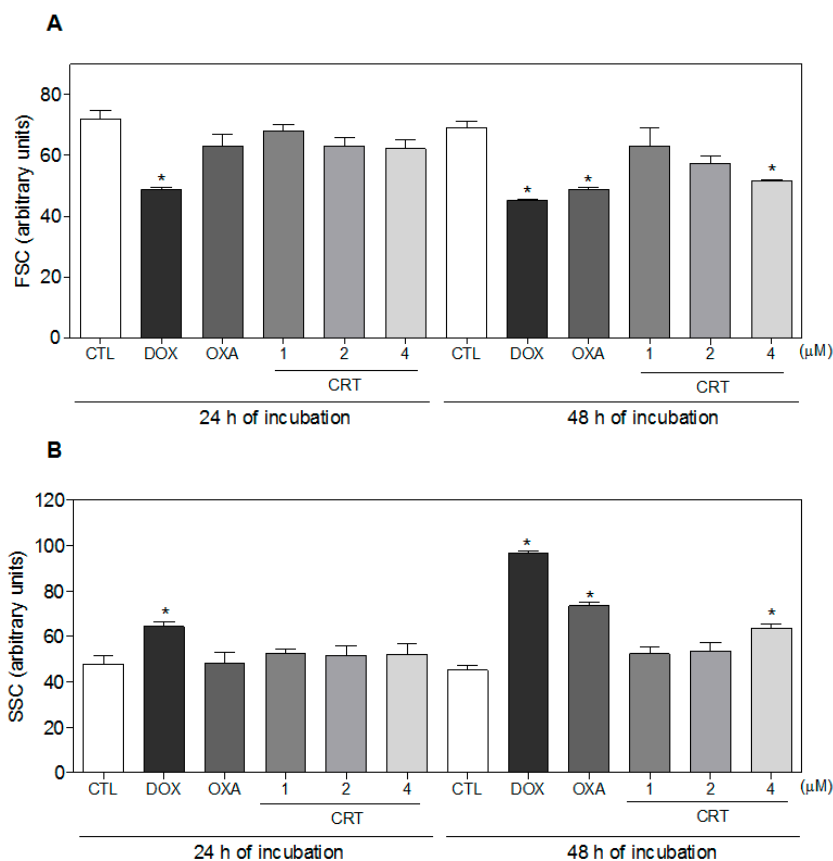 A
80
60
40
20
0
FSC (arbitrary units)
* * * *
CTL DOX OXA 1 2 4 CTL DOX OXA 1 2 4 (μM)
CRT CRT
24 h of incubation 48 h of incubation
B
120
100
80
60
40
20
0
SSC (arbitrary units)
* * * *
CTL DOX OXA 1 2 4 CTL DOX OXA 1 2 4 (μM)
CRT CRT
24 h of incubation 48 h of incubation